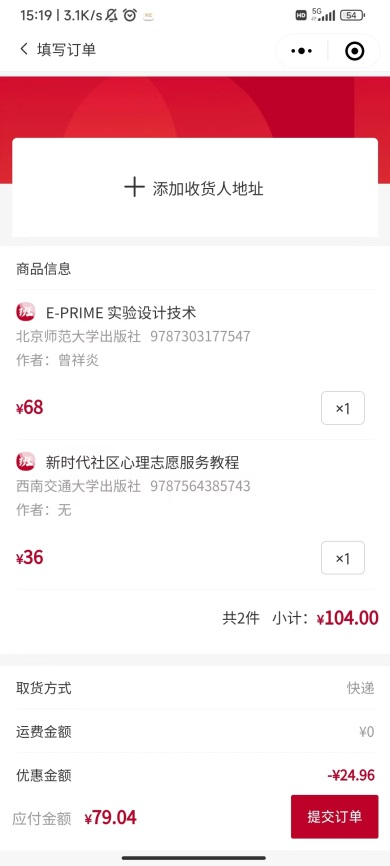 15:19 | 3.1K/s
HD 5G 54
填写订单
添加收货人地址
商品信息
班 E-PRIME 实验设计技术
北京师范大学出版社 9787303177547
作者：曾祥炎
¥68 ×1
班 新时代社区心理志愿服务教程
西南交通大学出版社 9787564385743
作者：无
¥36 ×1
共2件 小计：¥104.00
取货方式 快递
运费金额 ¥0
优惠金额 -¥24.96
应付金额 ¥79.04 提交订单